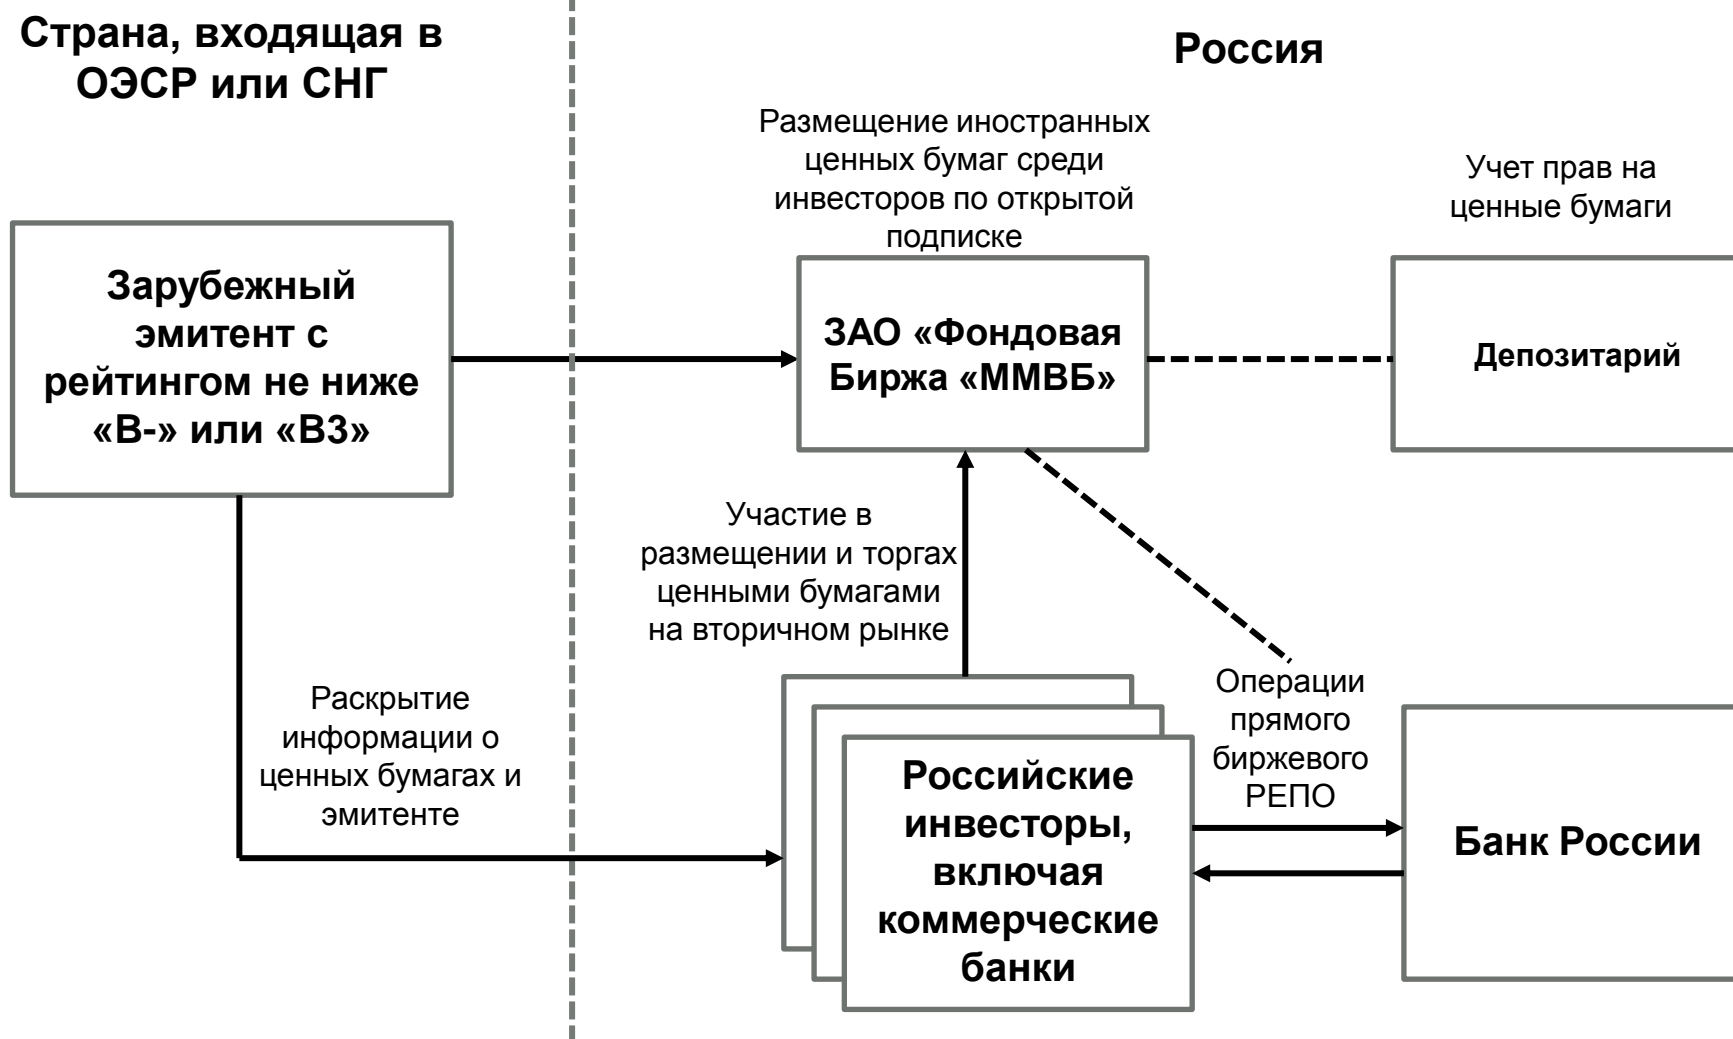 Страна, входящая в
ОЭСР или СНГ
Россия
Размещение иностранных
ценных бумаг среди
инвесторов по открытой
подписке
Учет прав на
ценные бумаги
Зарубежный
эмитент с
рейтингом не ниже
«B-» или «B3»
ЗАО «Фондовая
Биржа «ММВБ»
Депозитарий
Участие в
размещении и торгах
ценными бумагами
на вторичном рынке
Раскрытие
информации о
ценных бумагах и
эмитенте
Операции
прямого
биржевого
РЕПО
Российские
инвесторы,
включая
коммерческие
банки
Банк России